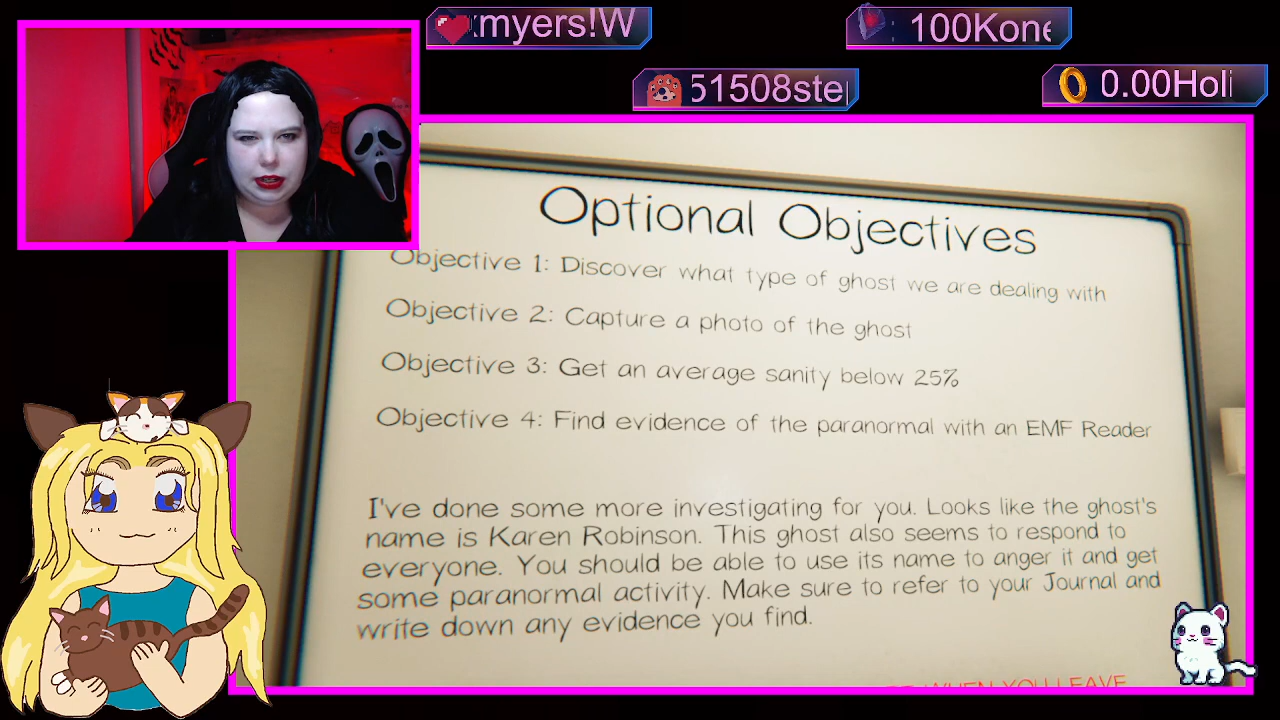 myers!W
100Kone
51508ste
0.00Holi
Optional Objectives
Objective 1: Discover what type of ghost we are dealing with
Objective 2: Capture a photo of the ghost
Objective 3: Get an average sanity below 25%
Objective 4: Find evidence of the paranormal with an EMF Reader
I've done some more investigating for you. Looks like the ghost's
name is Karen Robinson. This ghost also seems to respond to
everyone. You should be able to use its name to anger it and get
some paranormal activity. Make sure to refer to your Journal and
write down any evidence you find.
WHEN YOU LEAVE